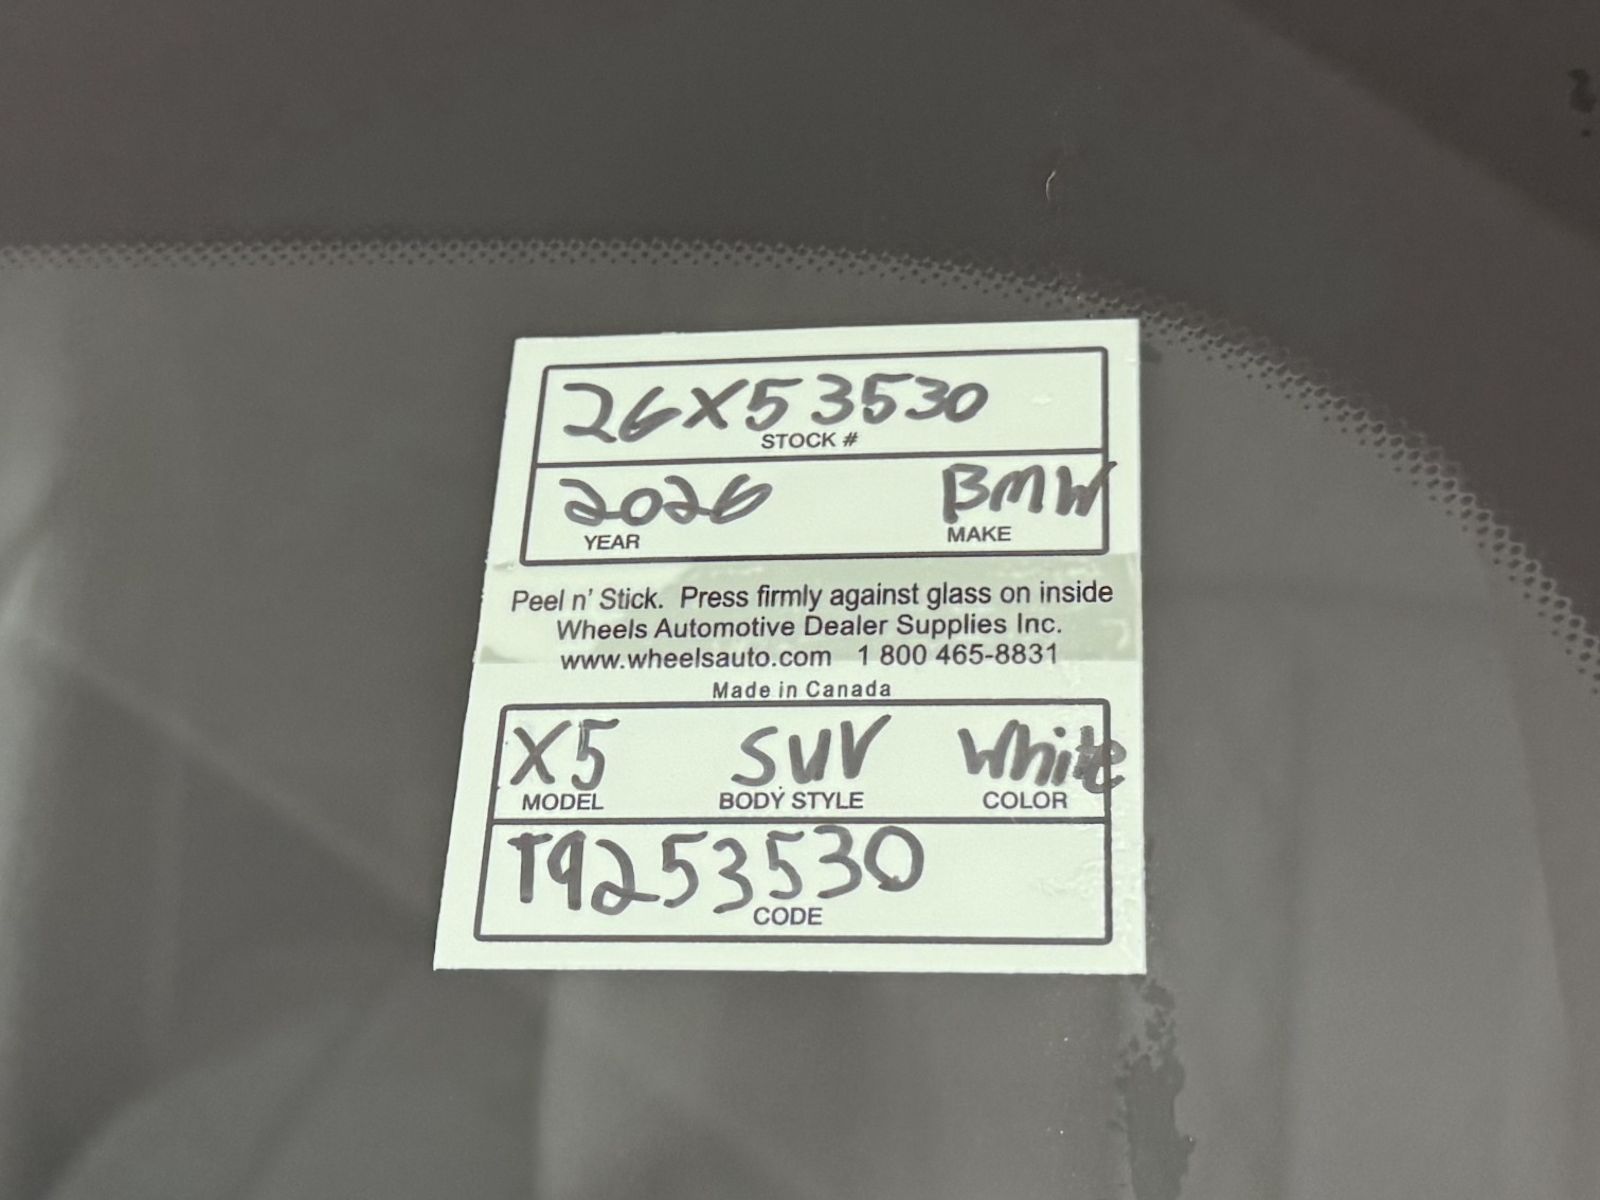 26X53530
STOCK #
2026 BMW
YEAR MAKE
Peel n' Stick. Press firmly against glass on inside
Wheels Automotive Dealer Supplies Inc.
www.wheelsauto.com 1 800 465-8831
Made in Canada
X5 SUV White
MODEL BODY STYLE COLOR
T9253530
CODE